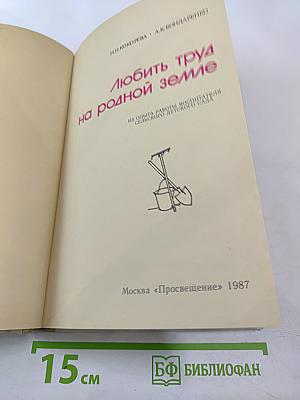 Н.Н.КОКОРЕВА · А.К.БОНДАРЕНКО
Любить труд
на родной земле
ИЗ ОПЫТА РАБОТЫ ВОСПИТАТЕЛЯ
СЕЛЬСКОГО ДЕТСКОГО САДА
Москва «Просвещение» 1987
15 см
БФ БИБЛИОФАН